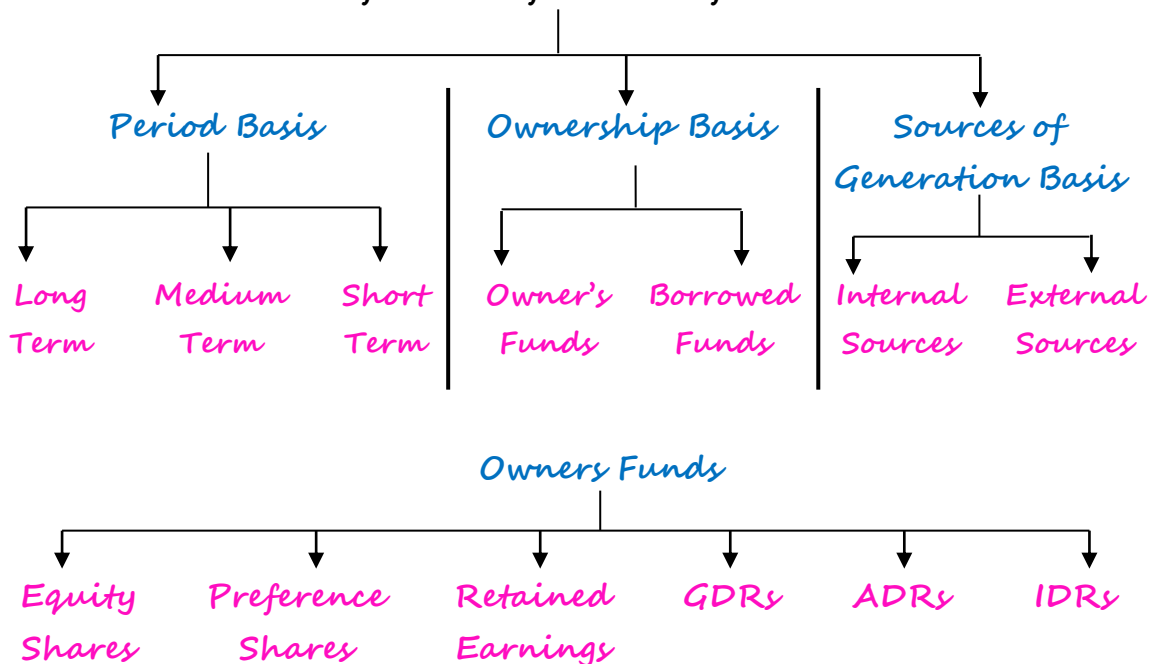 Period Basis
Ownership Basis
Sources of
Generation Basis
Long
Term
Medium
Term
Short
Term
Owner's
Funds
Borrowed
Funds
Internal
Sources
External
Sources
Owners Funds
Equity
Shares
Preference
Shares
Retained
Earnings
GDRs
ADRs
IDRs